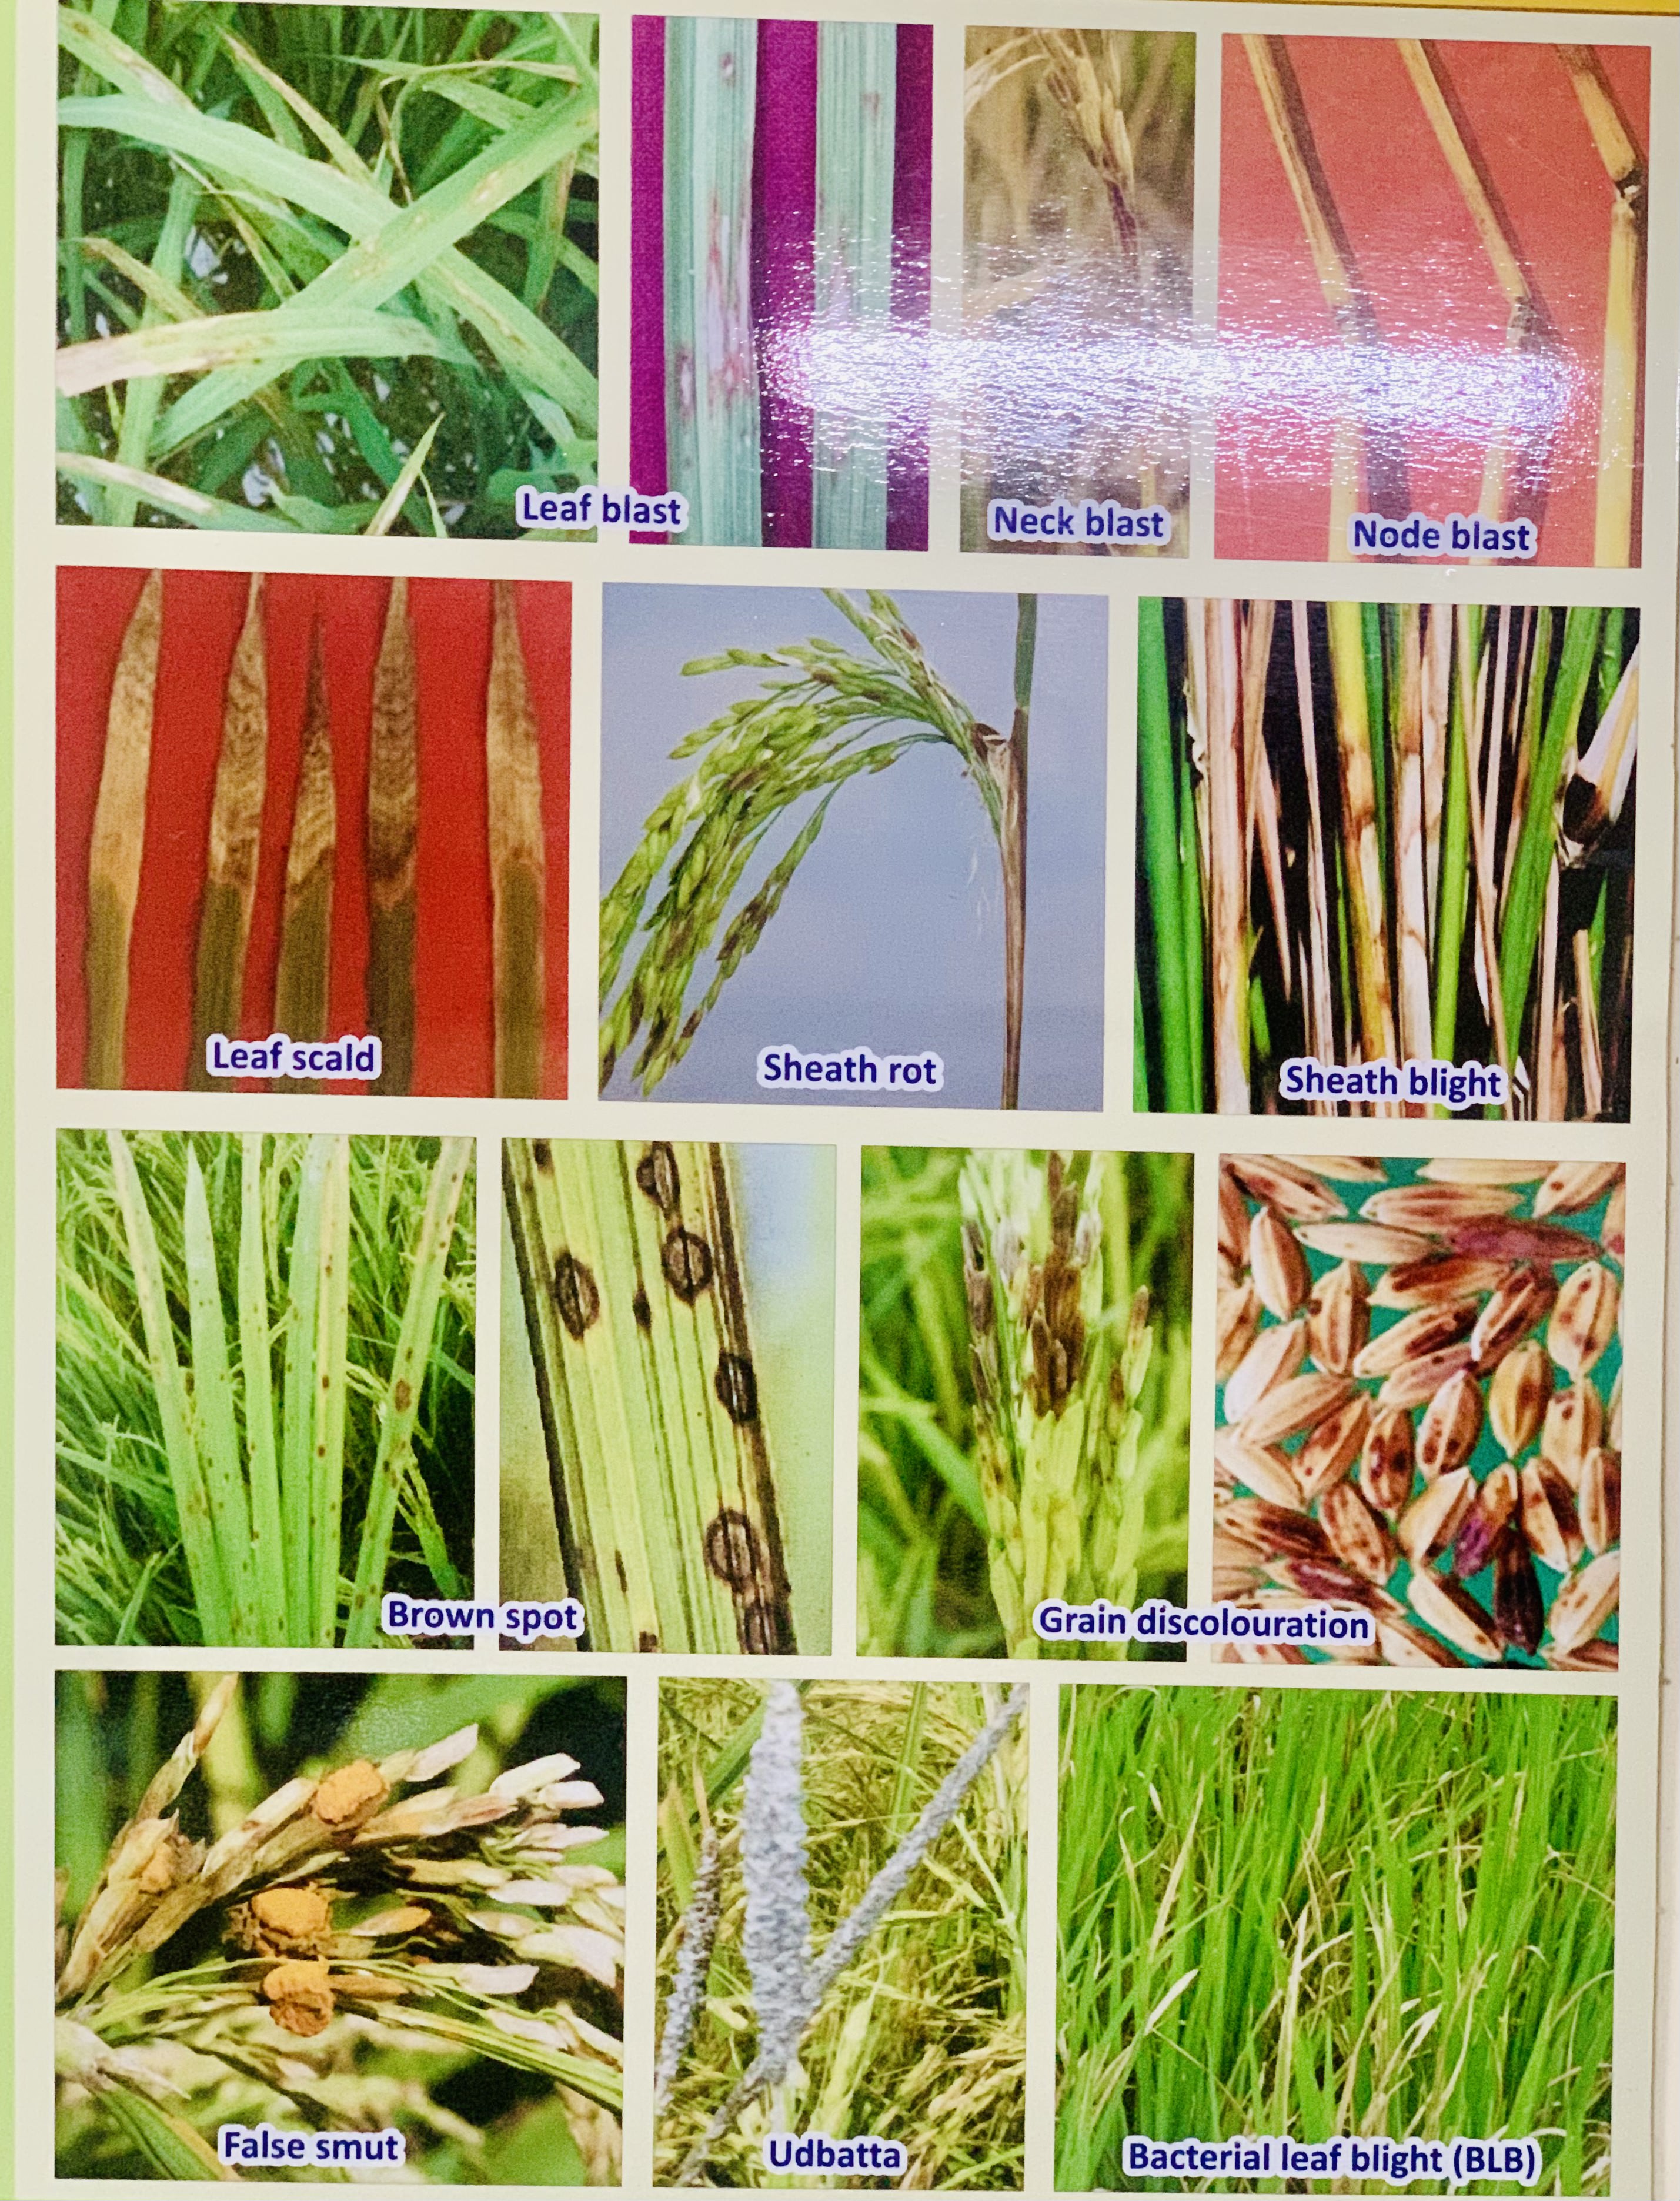 Leaf blast
Neck blast
Node blast
Leaf scald
Sheath rot
Sheath blight
Brown spot
Grain discolouration
False smut
Udbatta
Bacterial leaf blight (BLB)